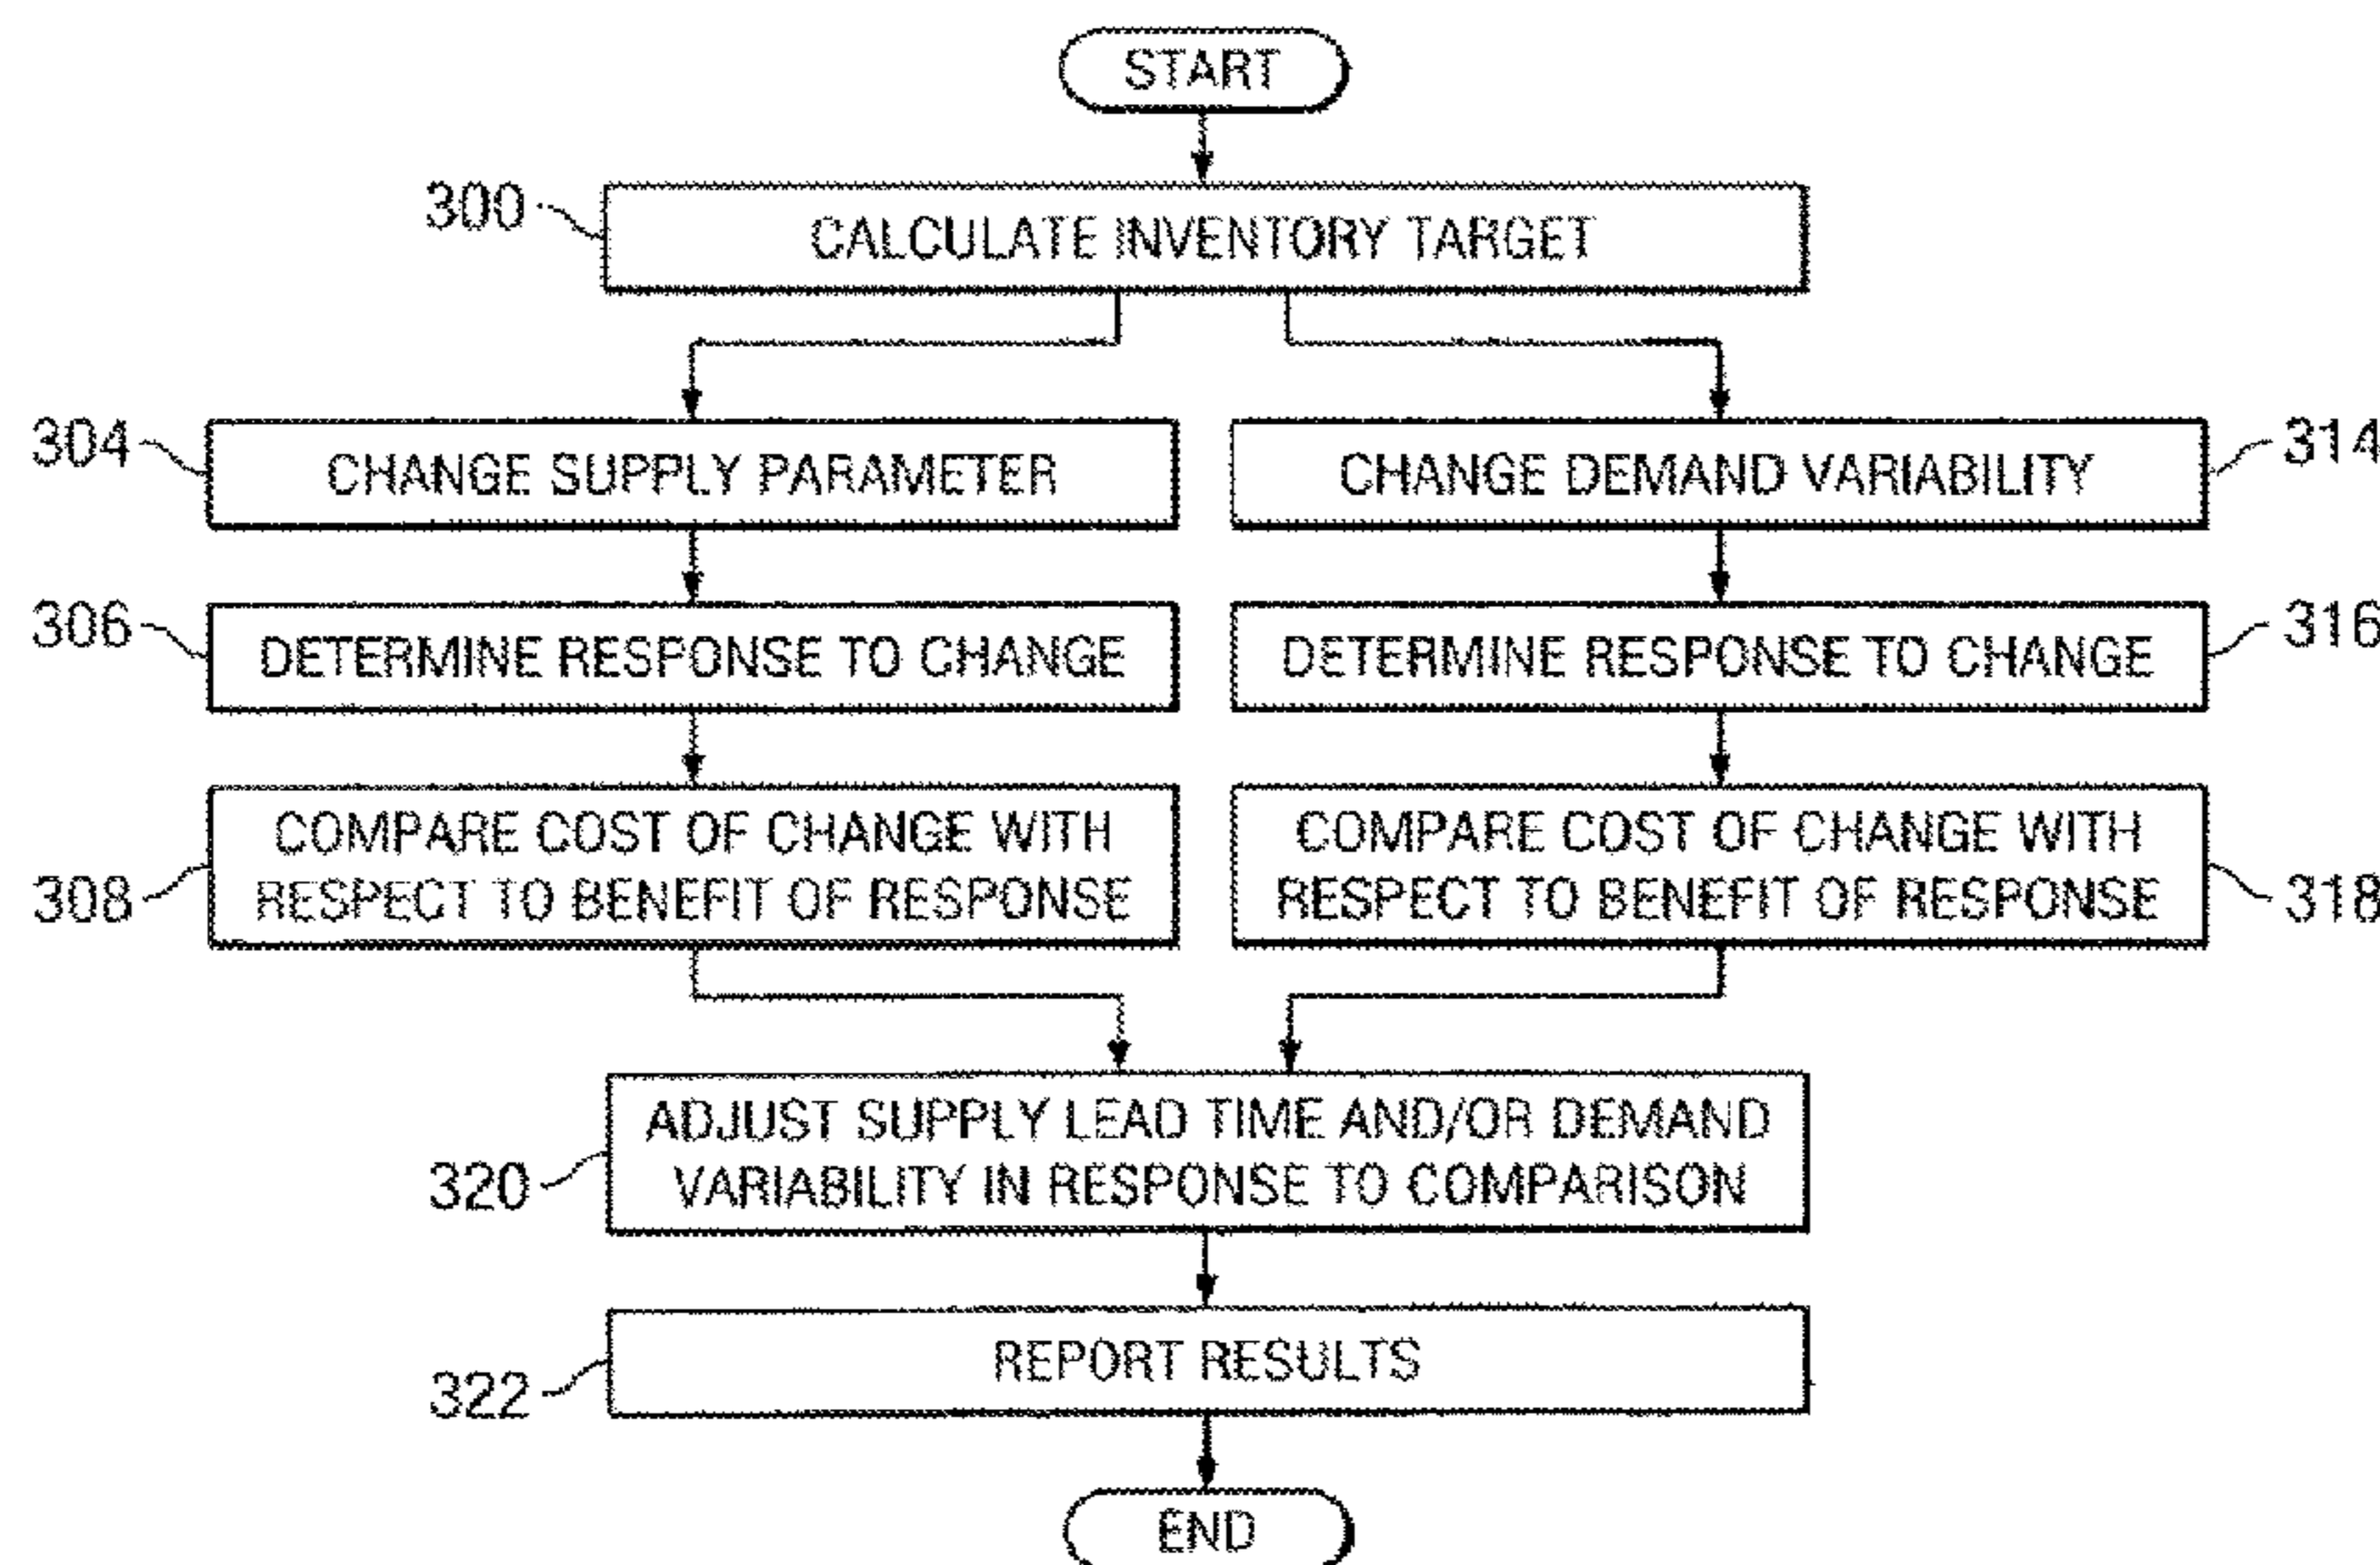 START
300
CALCULATE INVENTORY TARGET
304
CHANGE SUPPLY PARAMETER
CHANGE DEMAND VARIABILITY
314
306
DETERMINE RESPONSE TO CHANGE
DETERMINE RESPONSE TO CHANGE
316
308
COMPARE COST OF CHANGE WITH
RESPECT TO BENEFIT OF RESPONSE
COMPARE COST OF CHANGE WITH
RESPECT TO BENEFIT OF RESPONSE
318
320
ADJUST SUPPLY LEAD TIME AND/OR DEMAND
VARIABILITY IN RESPONSE TO COMPARISON
322
REPORT RESULTS
END